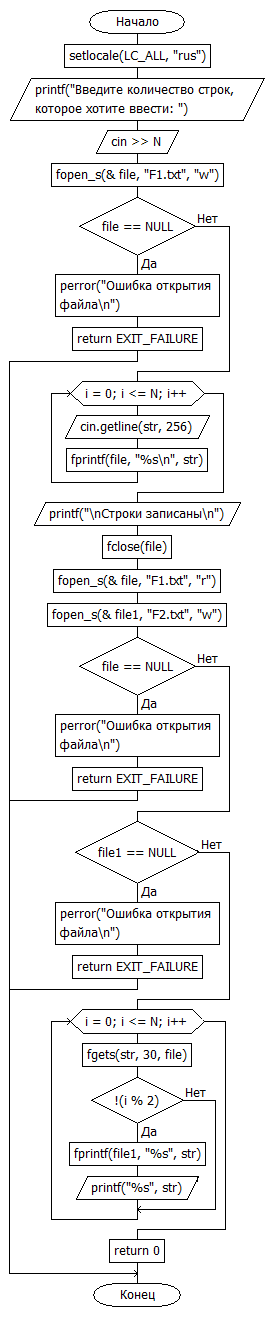 Начало
setlocale(LC_ALL, "rus")
printf("Введите количество строк,
которое хотите ввести: ")
cin >> N
fopen_s(& file, "F1.txt", "w")
file == NULL
Нет
Да
perror("Ошибка открытия
файла\n")
return EXIT_FAILURE
i = 0; i <= N; i++
cin.getline(str, 256)
fprintf(file, "%s\n", str)
printf("\nСтроки записаны\n")
fclose(file)
fopen_s(& file, "F1.txt", "r")
fopen_s(& file1, "F2.txt", "w")
file == NULL
Нет
Да
perror("Ошибка открытия
файла\n")
return EXIT_FAILURE
file1 == NULL
Нет
Да
perror("Ошибка открытия
файла\n")
return EXIT_FAILURE
i = 0; i <= N; i++
fgets(str, 30, file)
!(i % 2)
Нет
Да
fprintf(file1, "%s", str)
printf("%s", str)
return 0
Конец